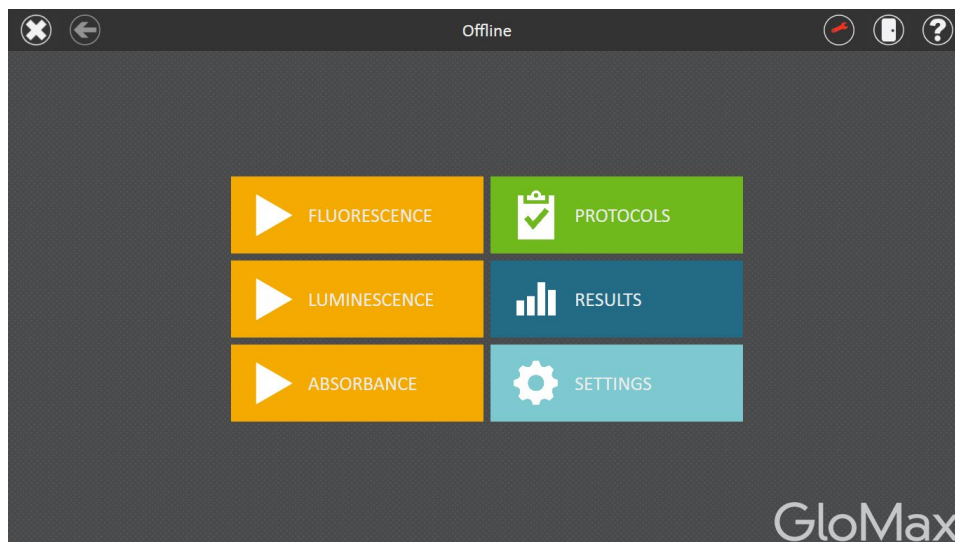 Offline
FLUORESCENCE
PROTOCOLS
LUMINESCENCE
RESULTS
ABSORBANCE
SETTINGS
GloMax